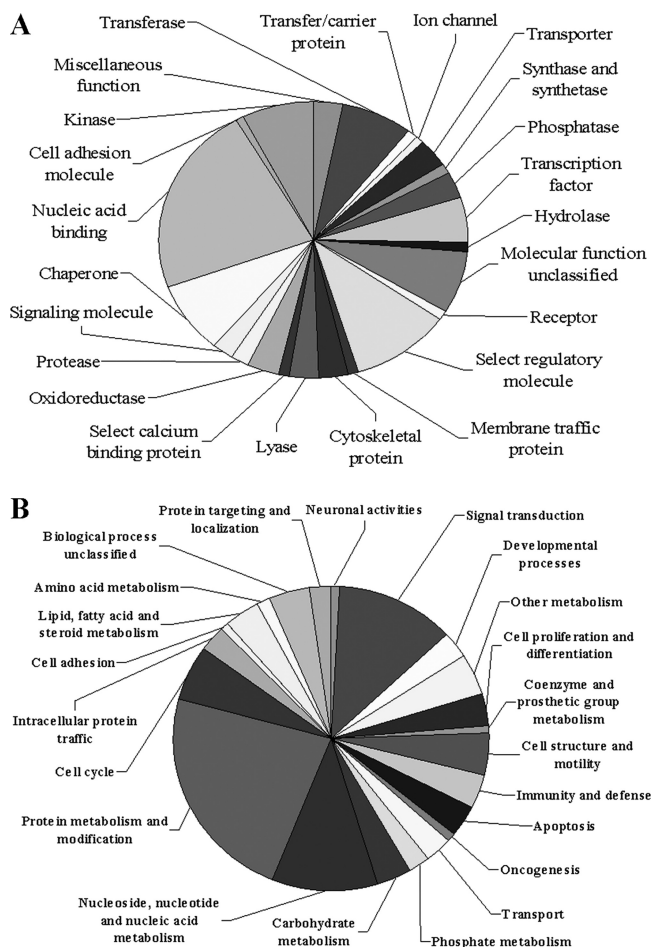 A
Transferase
Transfer/carrier
protein
Ion channel
Transporter
Miscellaneous
function
Synthase and
synthetase
Kinase
Phosphatase
Cell adhesion
molecule
Transcription
factor
Nucleic acid
binding
Hydrolase
Molecular function
unclassified
Chaperone
Signaling molecule
Receptor
Protease
Select regulatory
molecule
Oxidoreductase
Select calcium
binding protein
Lyase
Cytoskeletal
protein
Membrane traffic
protein
B
Protein targeting and
localization
Neuronal activities
Signal transduction
Biological process
unclassified
Developmental
processes
Amino acid metabolism
Other metabolism
Lipid, fatty acid and
steroid metabolism
Cell proliferation and
differentiation
Cell adhesion
Coenzyme and
prosthetic group
metabolism
Intracellular protein
traffic
Cell structure and
motility
Cell cycle
Immunity and defense
Protein metabolism and
modification
Apoptosis
Oncogenesis
Nucleoside, nucleotide
and nucleic acid
metabolism
Carbohydrate
metabolism
Transport
Phosphate metabolism